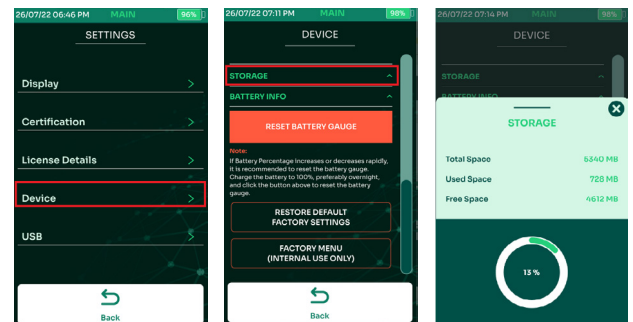 26/07/22 06:46 PM MAIN 96%
SETTINGS
Display
Certification
License Details
Device
USB
Back
26/07/22 07:11 PM MAIN 98%
DEVICE
STORAGE
BATTERY INFO
RESET BATTERY GAUGE
Note:
If Battery Percentage Increases or decreases rapidly,
it is recommended to reset the battery gauge.
Charge the battery to 100%, preferably overnight,
and click the button above to reset the battery
gauge.
RESTORE DEFAULT
FACTORY SETTINGS
FACTORY MENU
(INTERNAL USE ONLY)
Back
26/07/22 07:14 PM MAIN 98%
DEVICE
STORAGE
BATTERY INFO
STORAGE
Total Space 5340 MB
Used Space 728 MB
Free Space 4612 MB
13 %